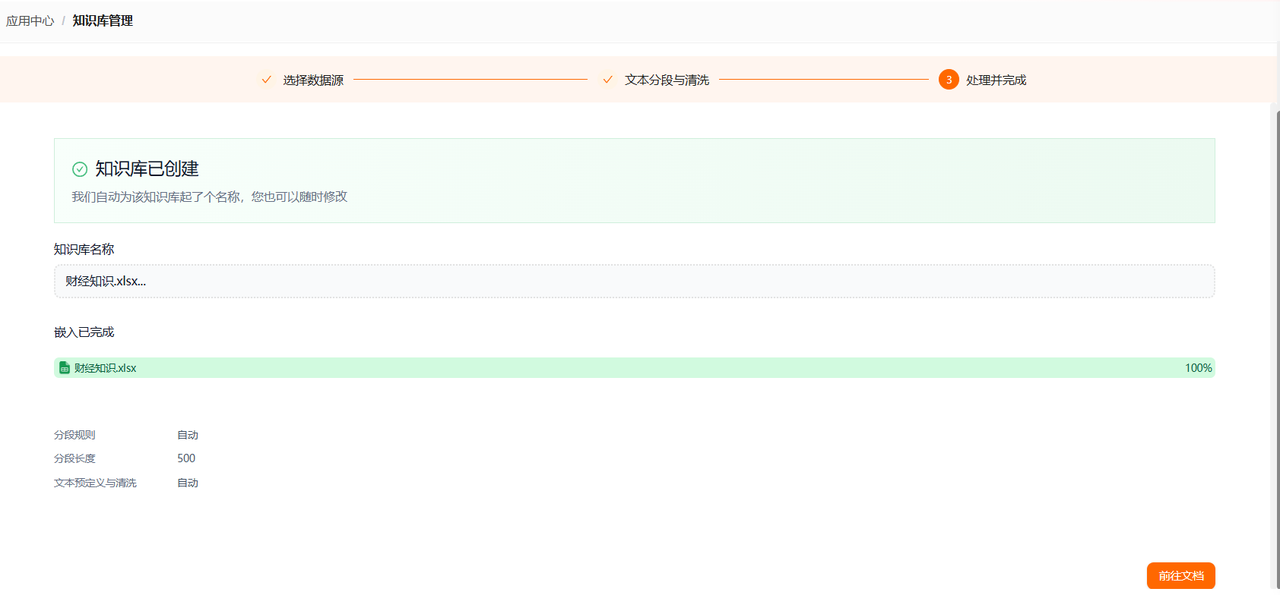 应用中心 / 知识库管理
选择数据源 文本分段与清洗 3 处理并完成
知识库已创建
我们自动为该知识库起了个名称，您也可以随时修改
知识库名称
财经知识.xlsx...
嵌入已完成
财经知识.xlsx 100%
分段规则 自动
分段长度 500
文本预定义与清洗 自动
前往文档